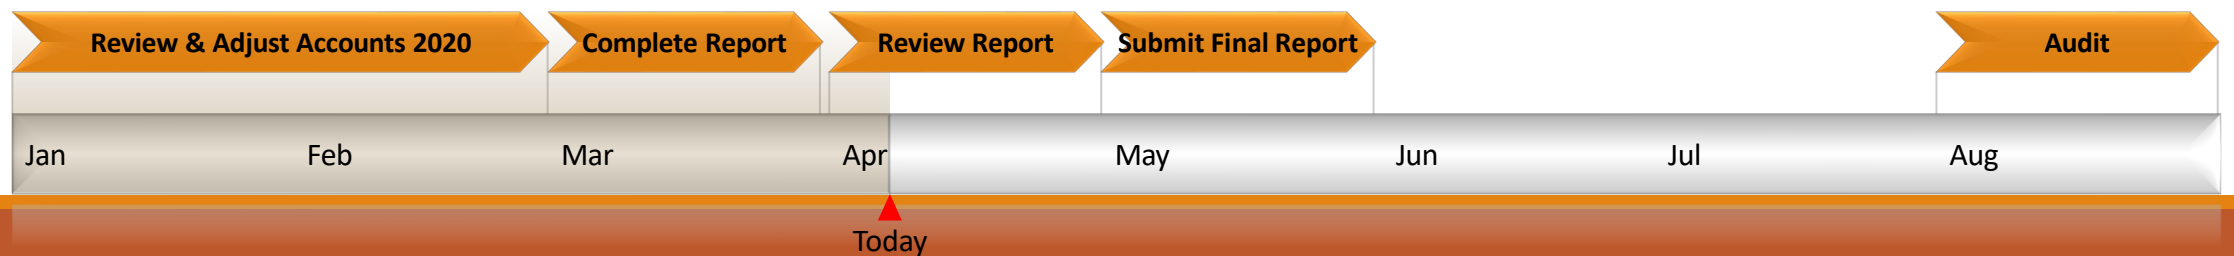 Review & Adjust Accounts 2020 Complete Report Review Report Submit Final Report Audit
Jan Feb Mar Apr May Jun Jul Aug
Today